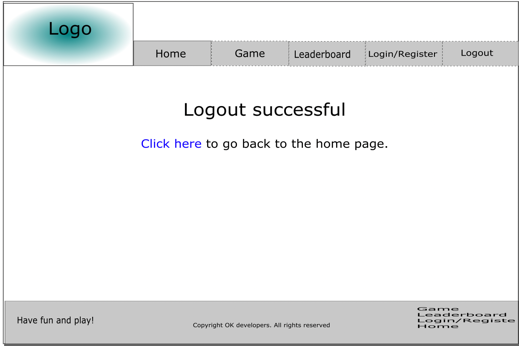 Logo
Home Game Leaderboard Login/Register Logout
Logout successful
Click here to go back to the home page.
Have fun and play!
Copyright OK developers. All rights reserved
Game
Leaderboard
Login/Registe
Home